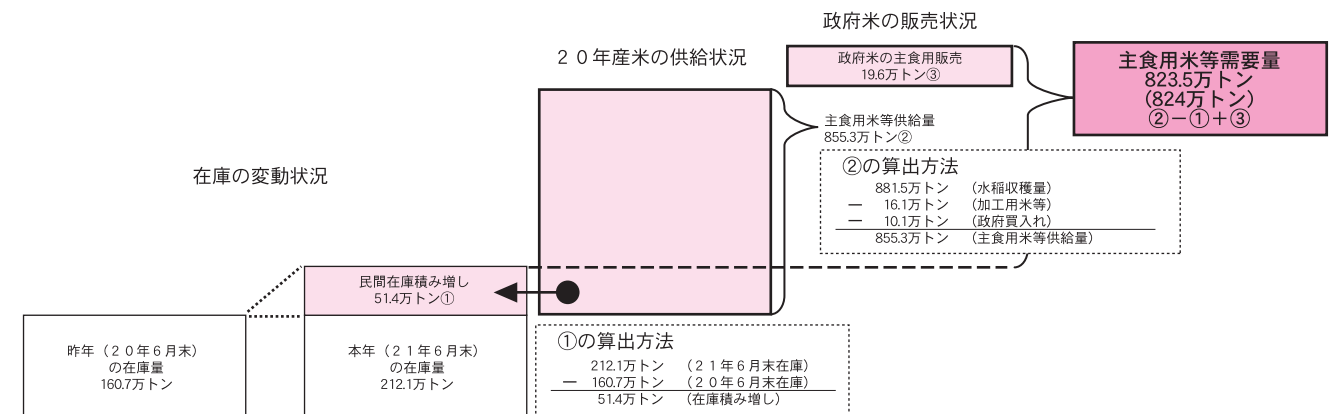 政府米の販売状況
政府米の主食用販売
19.6万トン③
主食用米等需要量
823.5万トン
(824万トン)
②－①＋③
２０年産米の供給状況
主食用米等供給量
855.3万トン②
②の算出方法
881.5万トン （水稲収穫量）
－ 16.1万トン （加工用米等）
－ 10.1万トン （政府買入れ）
855.3万トン （主食用米等供給量）
在庫の変動状況
民間在庫積み増し
51.4万トン①
昨年（２０年６月末）
の在庫量
160.7万トン
本年（２１年６月末）
の在庫量
212.1万トン
①の算出方法
212.1万トン （２１年６月末在庫）
－ 160.7万トン （２０年６月末在庫）
51.4万トン （在庫積み増し）